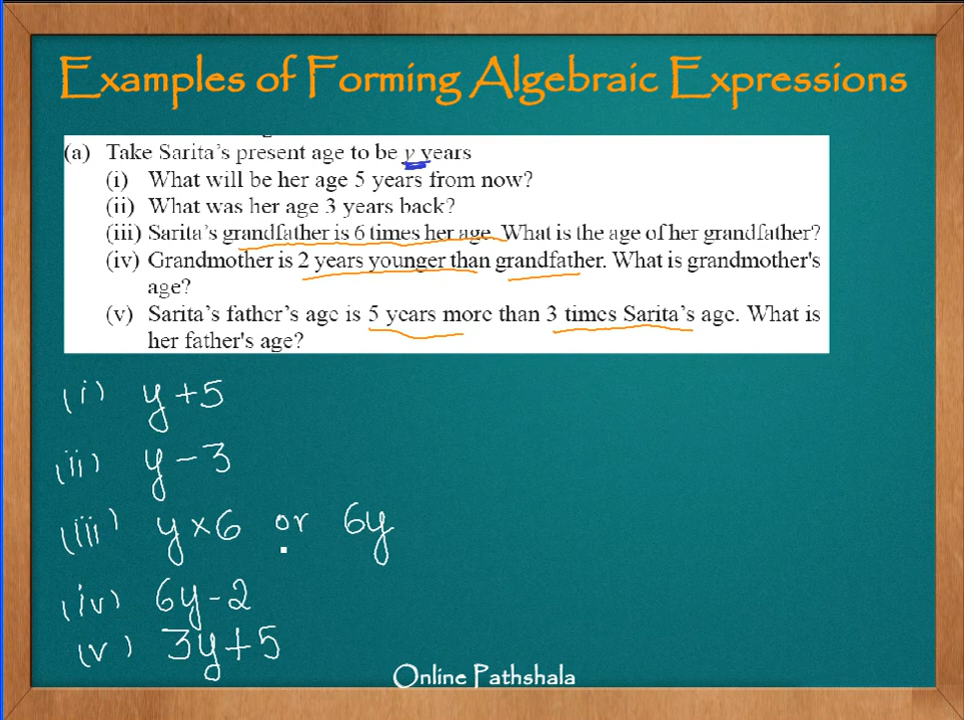 Examples of Forming Algebraic Expressions
(a) Take Sarita's present age to be y years
(i) What will be her age 5 years from now?
(ii) What was her age 3 years back?
(iii) Sarita's grandfather is 6 times her age. What is the age of her grandfather?
(iv) Grandmother is 2 years younger than grandfather. What is grandmother's
age?
(v) Sarita's father's age is 5 years more than 3 times Sarita's age. What is
her father's age?
(i) y + 5
(ii) y - 3
(iii) y × 6 or 6y
(iv) 6y - 2
(v) 3y + 5
Online Pathshala